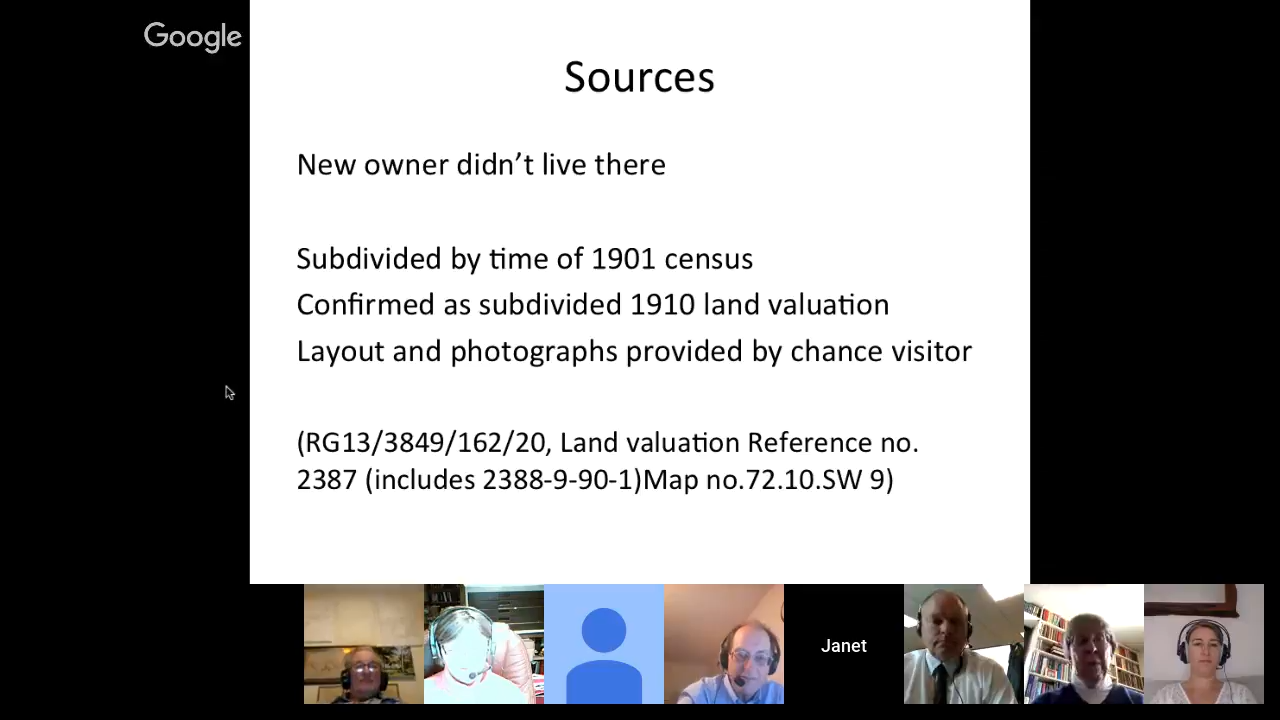 Google
Sources
New owner didn’t live there
Subdivided by time of 1901 census
Confirmed as subdivided 1910 land valuation
Layout and photographs provided by chance visitor
(RG13/3849/162/20, Land valuation Reference no.
2387 (includes 2388-9-90-1)Map no.72.10.SW 9)
Janet